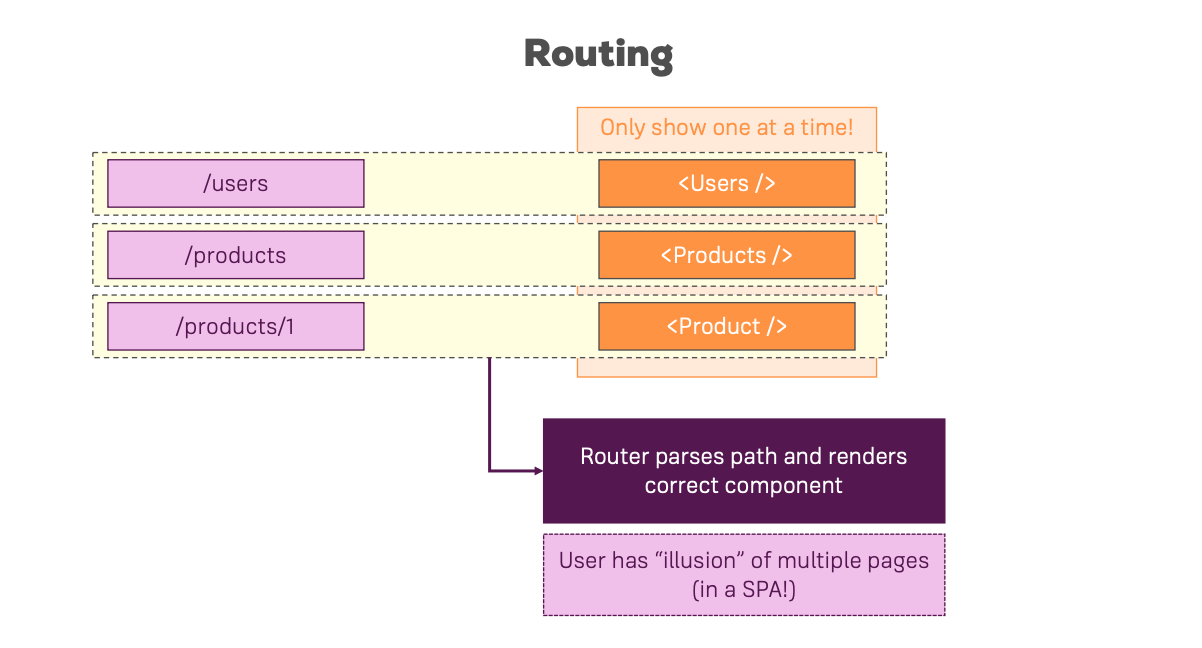 Routing
Only show one at a time!
/users
<Users />
/products
<Products />
/products/1
<Product />
Router parses path and renders
correct component
User has “illusion” of multiple pages
(in a SPA!)